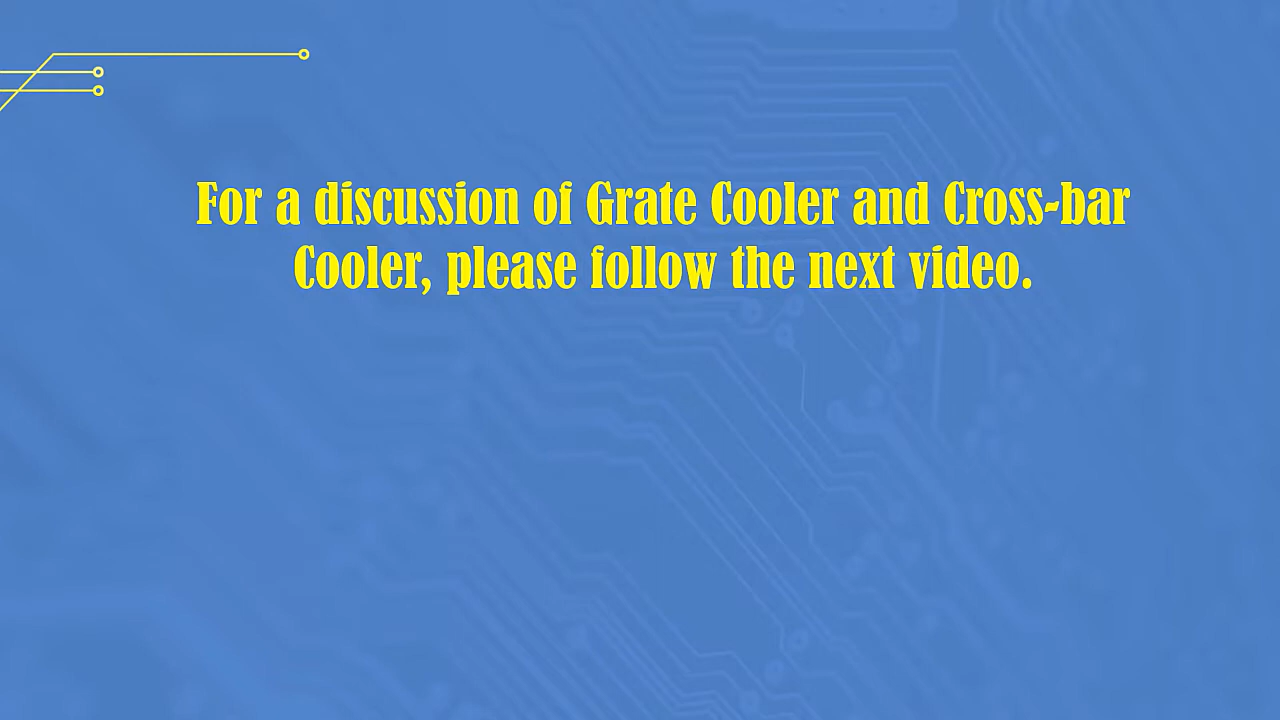 For a discussion of Grate Cooler and Cross-bar
Cooler, please follow the next video.